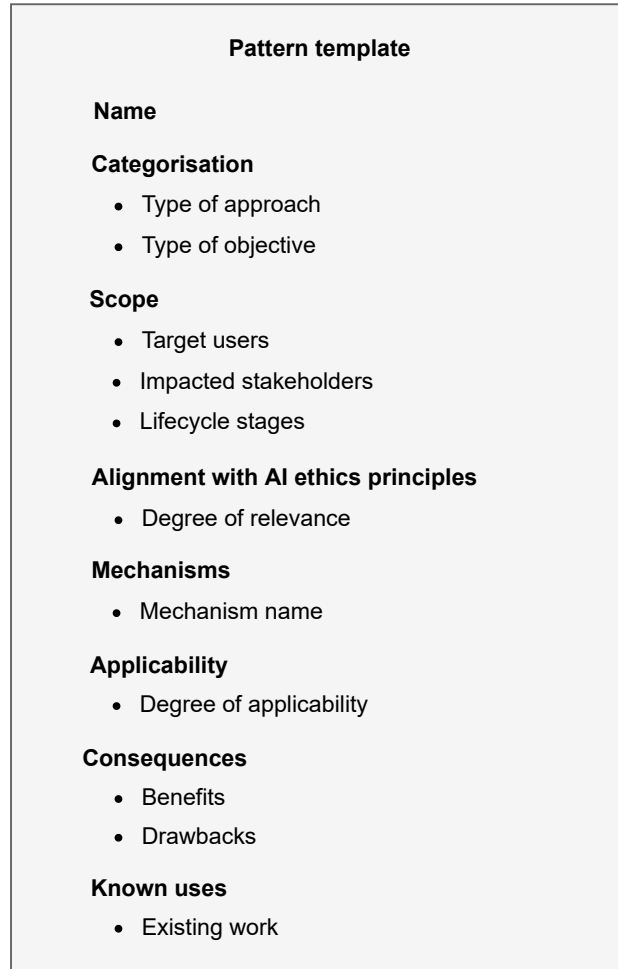 Pattern template
Name
Categorisation
• Type of approach
• Type of objective
Scope
• Target users
• Impacted stakeholders
• Lifecycle stages
Alignment with AI ethics principles
• Degree of relevance
Mechanisms
• Mechanism name
Applicability
• Degree of applicability
Consequences
• Benefits
• Drawbacks
Known uses
• Existing work